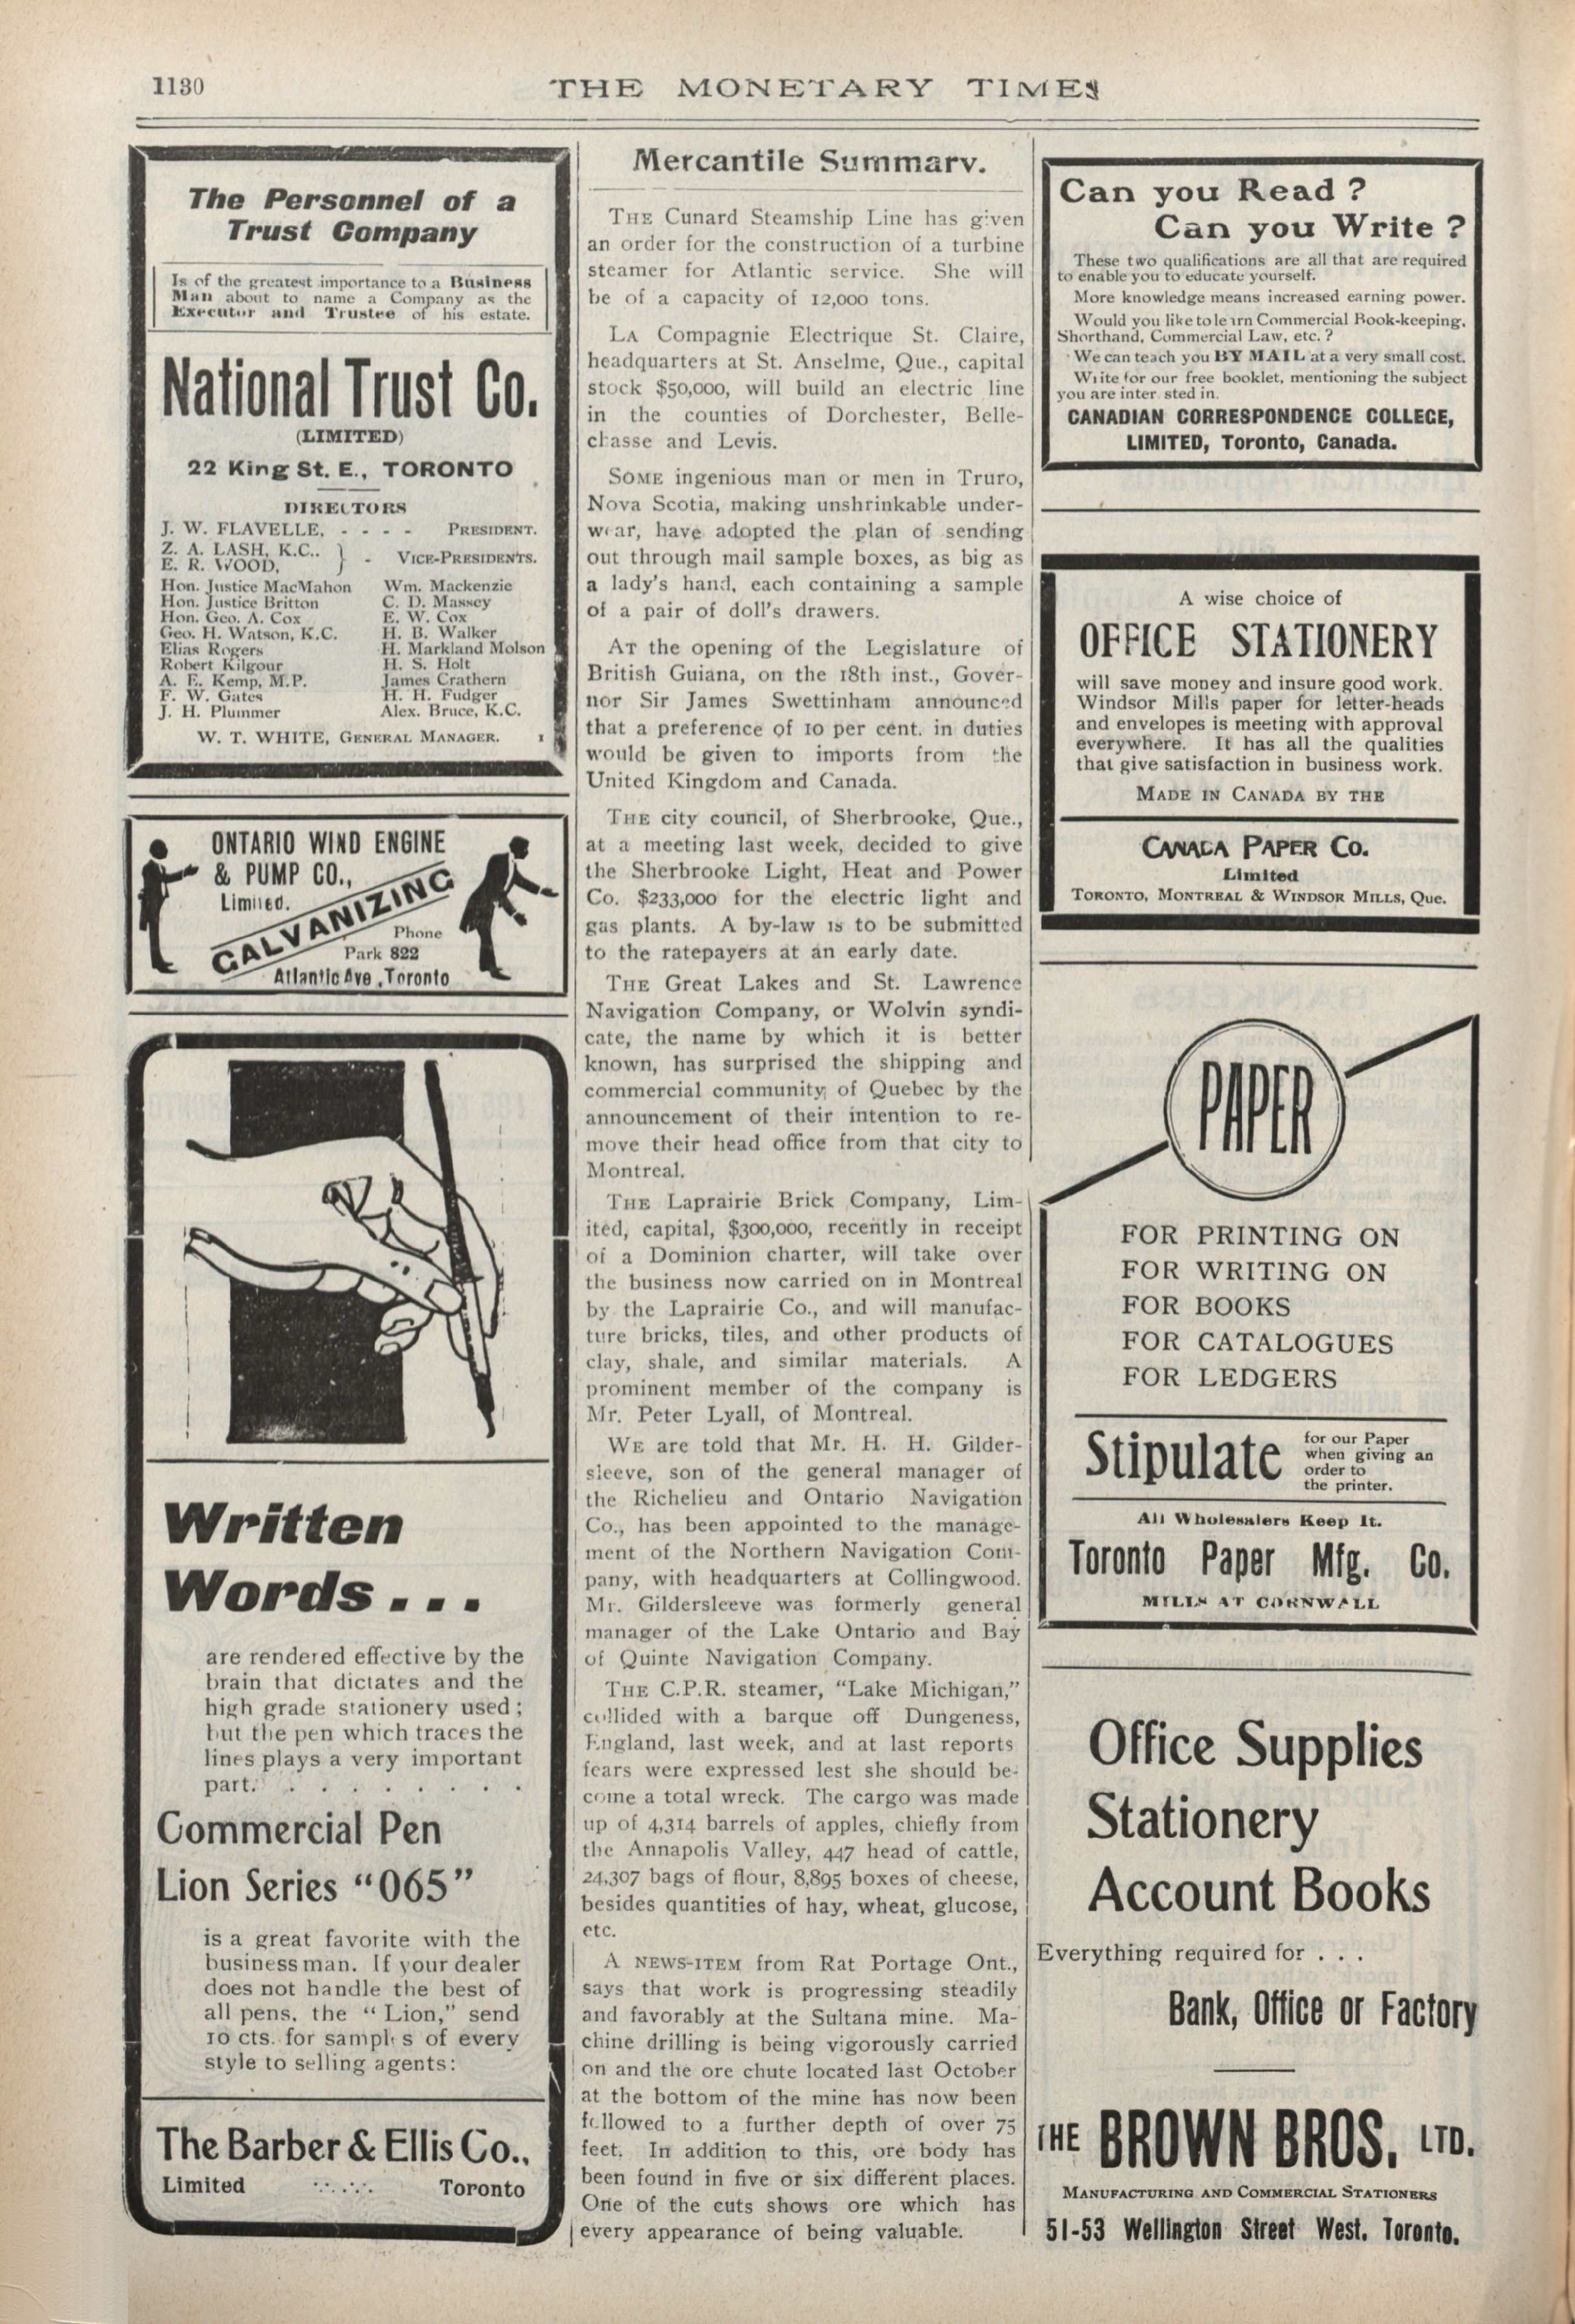 1130
THE MONETARY TIMES
The Personnel of a
Trust Company
Is of the greatest importance to a Business
Man about to name a Company as the
Executor and Trustee of his estate.
National Trust Co.
(LIMITED)
22 King St. E., TORONTO
DIRECTORS
J. W. FLAVELLE, - - - - PRESIDENT.
Z. A. LASH, K.C.. } - VICE-PRESIDENTS.
E. R. WOOD,
Hon. Justice MacMahon Wm. Mackenzie
Hon. Justice Britton C. D. Massey
Hon. Geo. A. Cox E. W. Cox
Geo. H. Watson, K.C. H. B. Walker
Elias Rogers H. Markland Molson
Robert Kilgour H. S. Holt
A. E. Kemp, M.P. James Crathern
F. W. Gates H. H. Fudger
J. H. Plummer Alex. Bruce, K.C.
W. T. WHITE, GENERAL MANAGER. 1
ONTARIO WIND ENGINE
& PUMP CO.,
Limited.
GALVANIZING
Phone
Park 822
Atlantic Ave, Toronto
Written
Words . . .
are rendered effective by the
brain that dictates and the
high grade stationery used;
but the pen which traces the
lines plays a very important
part. . . . . . . . .
Commercial Pen
Lion Series "065"
is a great favorite with the
business man. If your dealer
does not handle the best of
all pens, the "Lion," send
10 cts. for samples of every
style to selling agents:
The Barber & Ellis Co.,
Limited Toronto
Mercantile Summary.
THE Cunard Steamship Line has given
an order for the construction of a turbine
steamer for Atlantic service. She will
be of a capacity of 12,000 tons.
LA Compagnie Electrique St. Claire,
headquarters at St. Anselme, Que., capital
stock $50,000, will build an electric line
in the counties of Dorchester, Belle-
chasse and Levis.
SOME ingenious man or men in Truro,
Nova Scotia, making unshrinkable under-
wear, have adopted the plan of sending
out through mail sample boxes, as big as
a lady's hand, each containing a sample
of a pair of doll's drawers.
AT the opening of the Legislature of
British Guiana, on the 18th inst., Gover-
nor Sir James Swettinham announced
that a preference of 10 per cent. in duties
would be given to imports from the
United Kingdom and Canada.
THE city council, of Sherbrooke, Que.,
at a meeting last week, decided to give
the Sherbrooke Light, Heat and Power
Co. $233,000 for the electric light and
gas plants. A by-law is to be submitted
to the ratepayers at an early date.
THE Great Lakes and St. Lawrence
Navigation Company, or Wolvin syndi-
cate, the name by which it is better
known, has surprised the shipping and
commercial community of Quebec by the
announcement of their intention to re-
move their head office from that city to
Montreal.
THE Laprairie Brick Company, Lim-
ited, capital, $300,000, recently in receipt
of a Dominion charter, will take over
the business now carried on in Montreal
by the Laprairie Co., and will manufac-
ture bricks, tiles, and other products of
clay, shale, and similar materials. A
prominent member of the company is
Mr. Peter Lyall, of Montreal.
WE are told that Mr. H. H. Gilder-
sleeve, son of the general manager of
the Richelieu and Ontario Navigation
Co., has been appointed to the manage-
ment of the Northern Navigation Com-
pany, with headquarters at Collingwood.
Mr. Gildersleeve was formerly general
manager of the Lake Ontario and Bay
of Quinte Navigation Company.
THE C.P.R. steamer, "Lake Michigan,"
collided with a barque off Dungeness,
England, last week, and at last reports
fears were expressed lest she should be-
come a total wreck. The cargo was made
up of 4,314 barrels of apples, chiefly from
the Annapolis Valley, 447 head of cattle,
24,307 bags of flour, 8,895 boxes of cheese,
besides quantities of hay, wheat, glucose,
etc.
A NEWS-ITEM from Rat Portage Ont.,
says that work is progressing steadily
and favorably at the Sultana mine. Ma-
chine drilling is being vigorously carried
on and the ore chute located last October
at the bottom of the mine has now been
followed to a further depth of over 75
feet. In addition to this, ore body has
been found in five or six different places.
One of the cuts shows ore which has
every appearance of being valuable.
Can you Read ?
Can you Write ?
These two qualifications are all that are required
to enable you to educate yourself.
More knowledge means increased earning power.
Would you like to learn Commercial Book-keeping,
Shorthand, Commercial Law, etc. ?
We can teach you BY MAIL at a very small cost.
Write for our free booklet, mentioning the subject
you are interested in.
CANADIAN CORRESPONDENCE COLLEGE,
LIMITED, Toronto, Canada.
A wise choice of
OFFICE STATIONERY
will save money and insure good work.
Windsor Mills paper for letter-heads
and envelopes is meeting with approval
everywhere. It has all the qualities
that give satisfaction in business work.
MADE IN CANADA BY THE
CANADA PAPER CO.
Limited
TORONTO, MONTREAL & WINDSOR MILLS, Que.
PAPER
FOR PRINTING ON
FOR WRITING ON
FOR BOOKS
FOR CATALOGUES
FOR LEDGERS
Stipulate
for our Paper
when giving an
order to
the printer.
All Wholesalers Keep It.
Toronto Paper Mfg. Co.
MILLS AT CORNWALL
Office Supplies
Stationery
Account Books
Everything required for . . .
Bank, Office or Factory
THE BROWN BROS. LTD.
MANUFACTURING AND COMMERCIAL STATIONERS
51-53 Wellington Street West, Toronto.